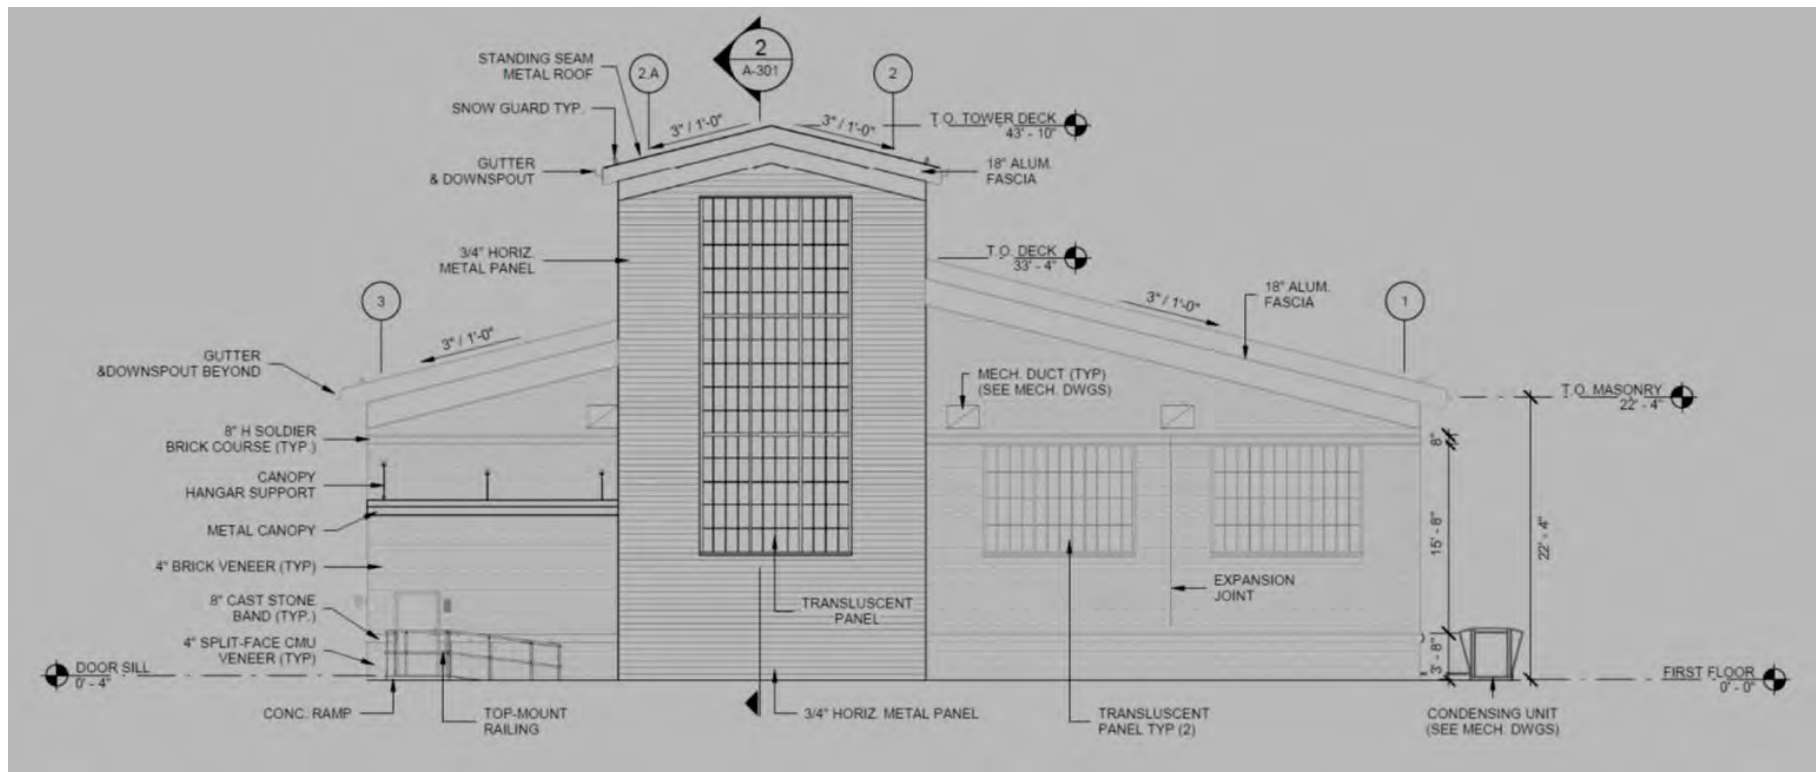 2
A-301
2.A
2
STANDING SEAM
METAL ROOF
SNOW GUARD TYP.
3" / 1'-0"
3" / 1'-0"
T.O. TOWER DECK
43' - 10"
GUTTER
& DOWNSPOUT
18" ALUM.
FASCIA
3/4" HORIZ.
METAL PANEL
T.O. DECK
33' - 4"
3
18" ALUM.
FASCIA
1
3" / 1'-0"
3" / 1'-0"
GUTTER
&DOWNSPOUT BEYOND
MECH. DUCT (TYP)
(SEE MECH. DWGS)
T.O. MASONRY
22' - 4"
8" H SOLDIER
BRICK COURSE (TYP.)
8"
CANOPY
HANGAR SUPPORT
METAL CANOPY
15' - 8"
22' - 4"
4" BRICK VENEER (TYP)
EXPANSION
JOINT
8" CAST STONE
BAND (TYP.)
TRANSLUSCENT
PANEL
4" SPLIT-FACE CMU
VENEER (TYP)
3' - 8"
DOOR SILL
0' - 4"
FIRST FLOOR
0' - 0"
CONC. RAMP
TOP-MOUNT
RAILING
3/4" HORIZ. METAL PANEL
TRANSLUSCENT
PANEL TYP (2)
CONDENSING UNIT
(SEE MECH. DWGS)